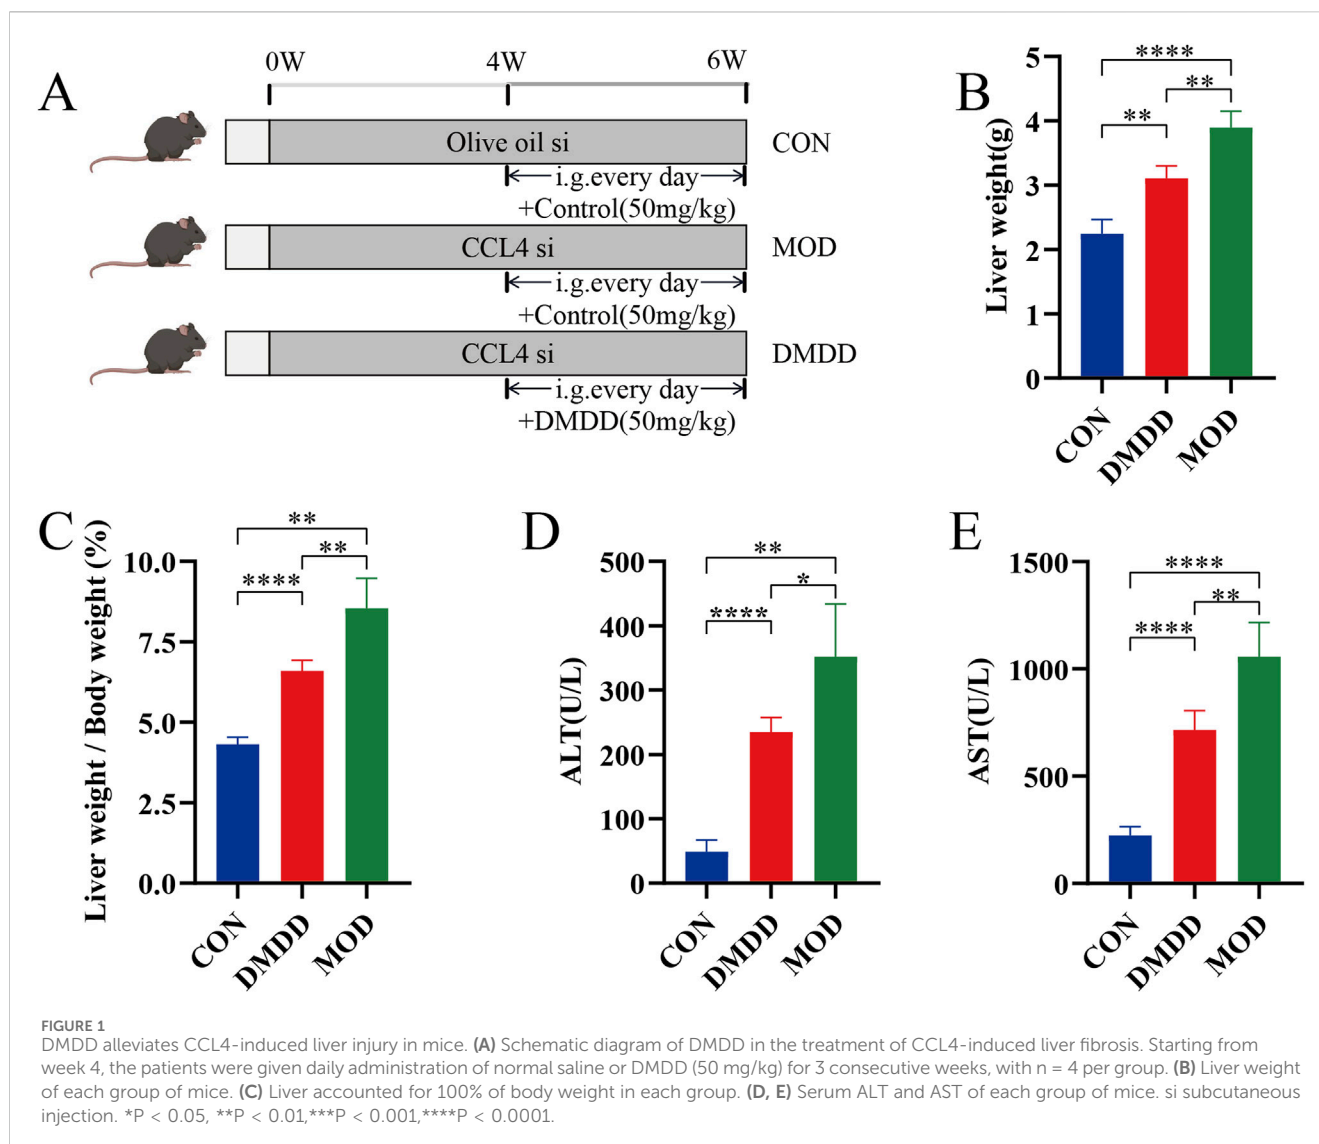 A
0W 4W 6W
Olive oil si
CON
i.g.every day
+Control(50mg/kg)
CCL4 si
MOD
i.g.every day
+Control(50mg/kg)
CCL4 si
DMDD
i.g.every day
+DMDD(50mg/kg)
B
Liver weight(g)
5
4
3
2
1
0
****
**
**
CON
DMDD
MOD
C
Liver weight / Body weight (%)
10.0
7.5
5.0
2.5
0.0
**
**
****
CON
DMDD
MOD
D
ALT(U/L)
500
400
300
200
100
0
**
*
****
CON
DMDD
MOD
E
AST(U/L)
1500
1000
500
0
****
**
****
CON
DMDD
MOD
FIGURE 1
DMDD alleviates CCL4-induced liver injury in mice. (A) Schematic diagram of DMDD in the treatment of CCL4-induced liver fibrosis. Starting from
week 4, the patients were given daily administration of normal saline or DMDD (50 mg/kg) for 3 consecutive weeks, with n = 4 per group. (B) Liver weight
of each group of mice. (C) Liver accounted for 100% of body weight in each group. (D, E) Serum ALT and AST of each group of mice. si subcutaneous
injection. *P < 0.05, **P < 0.01,***P < 0.001,****P < 0.0001.